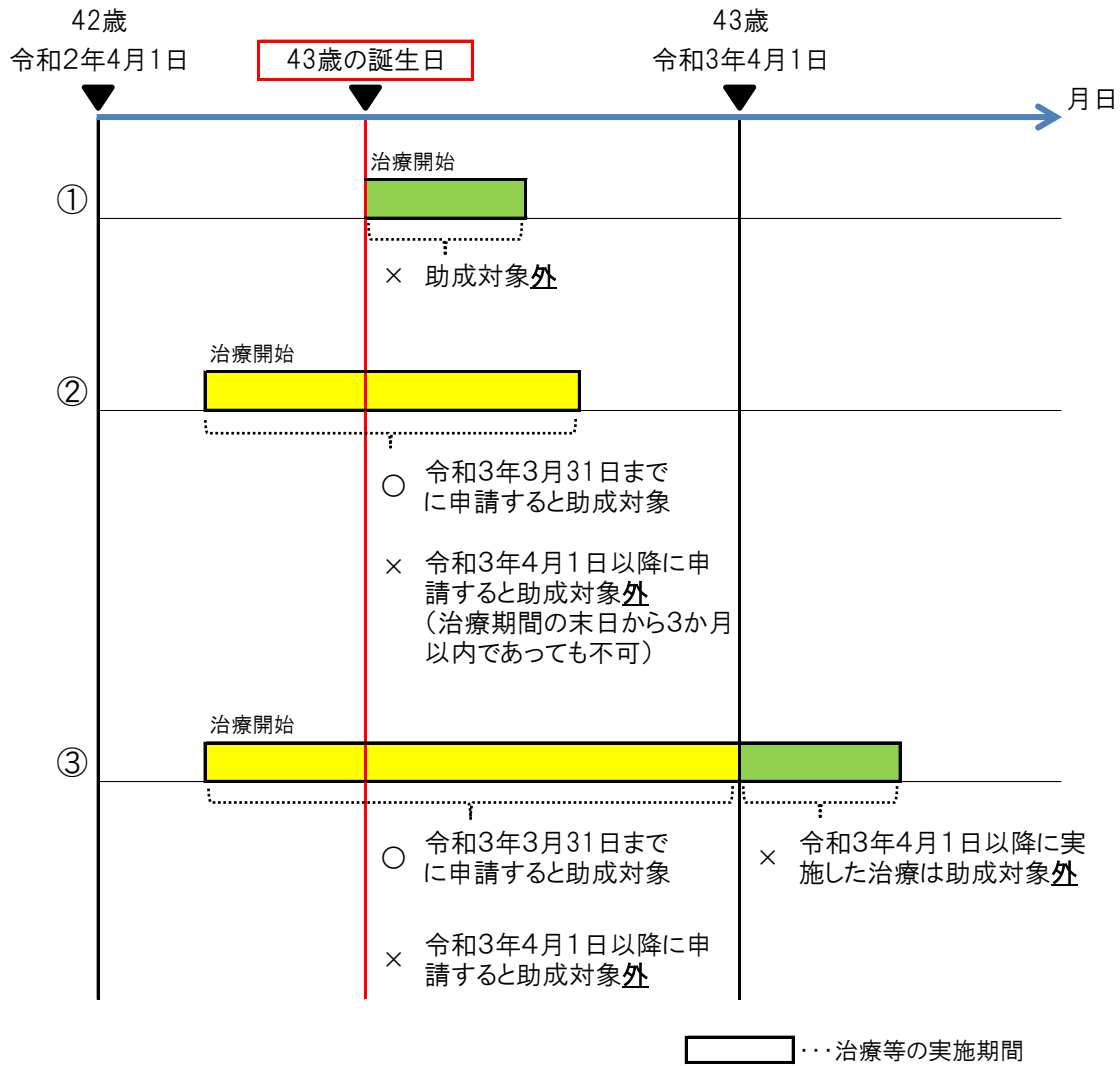 42歳
令和2年4月1日
43歳の誕生日
43歳
令和3年4月1日
月日
①
治療開始
× 助成対象外
②
治療開始
○ 令和3年3月31日まで
に申請すると助成対象
× 令和3年4月1日以降に申
請すると助成対象外
（治療期間の末日から3か月
以内であっても不可）
③
治療開始
○ 令和3年3月31日まで
に申請すると助成対象
× 令和3年4月1日以降に申
請すると助成対象外
× 令和3年4月1日以降に実
施した治療は助成対象外
･･･治療等の実施期間